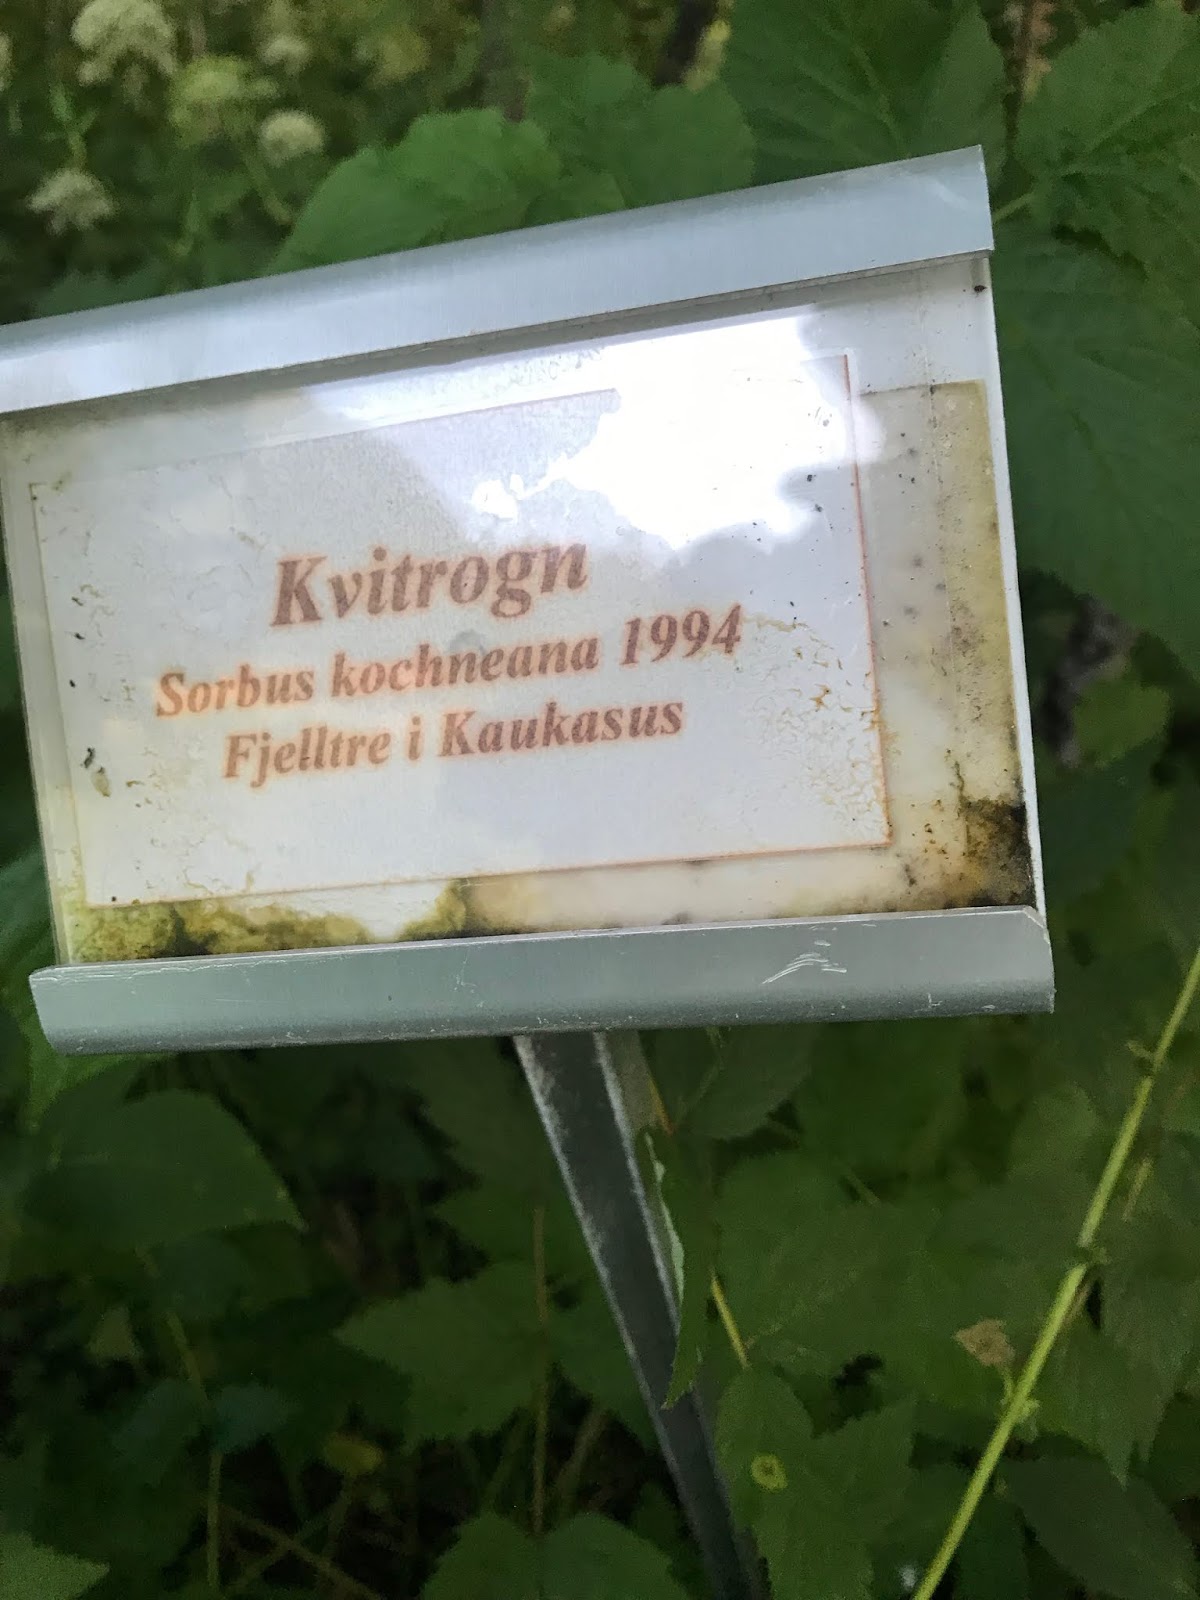 Kvitrogn
Sorbus kochneana 1994
Fjelltre i Kaukasus